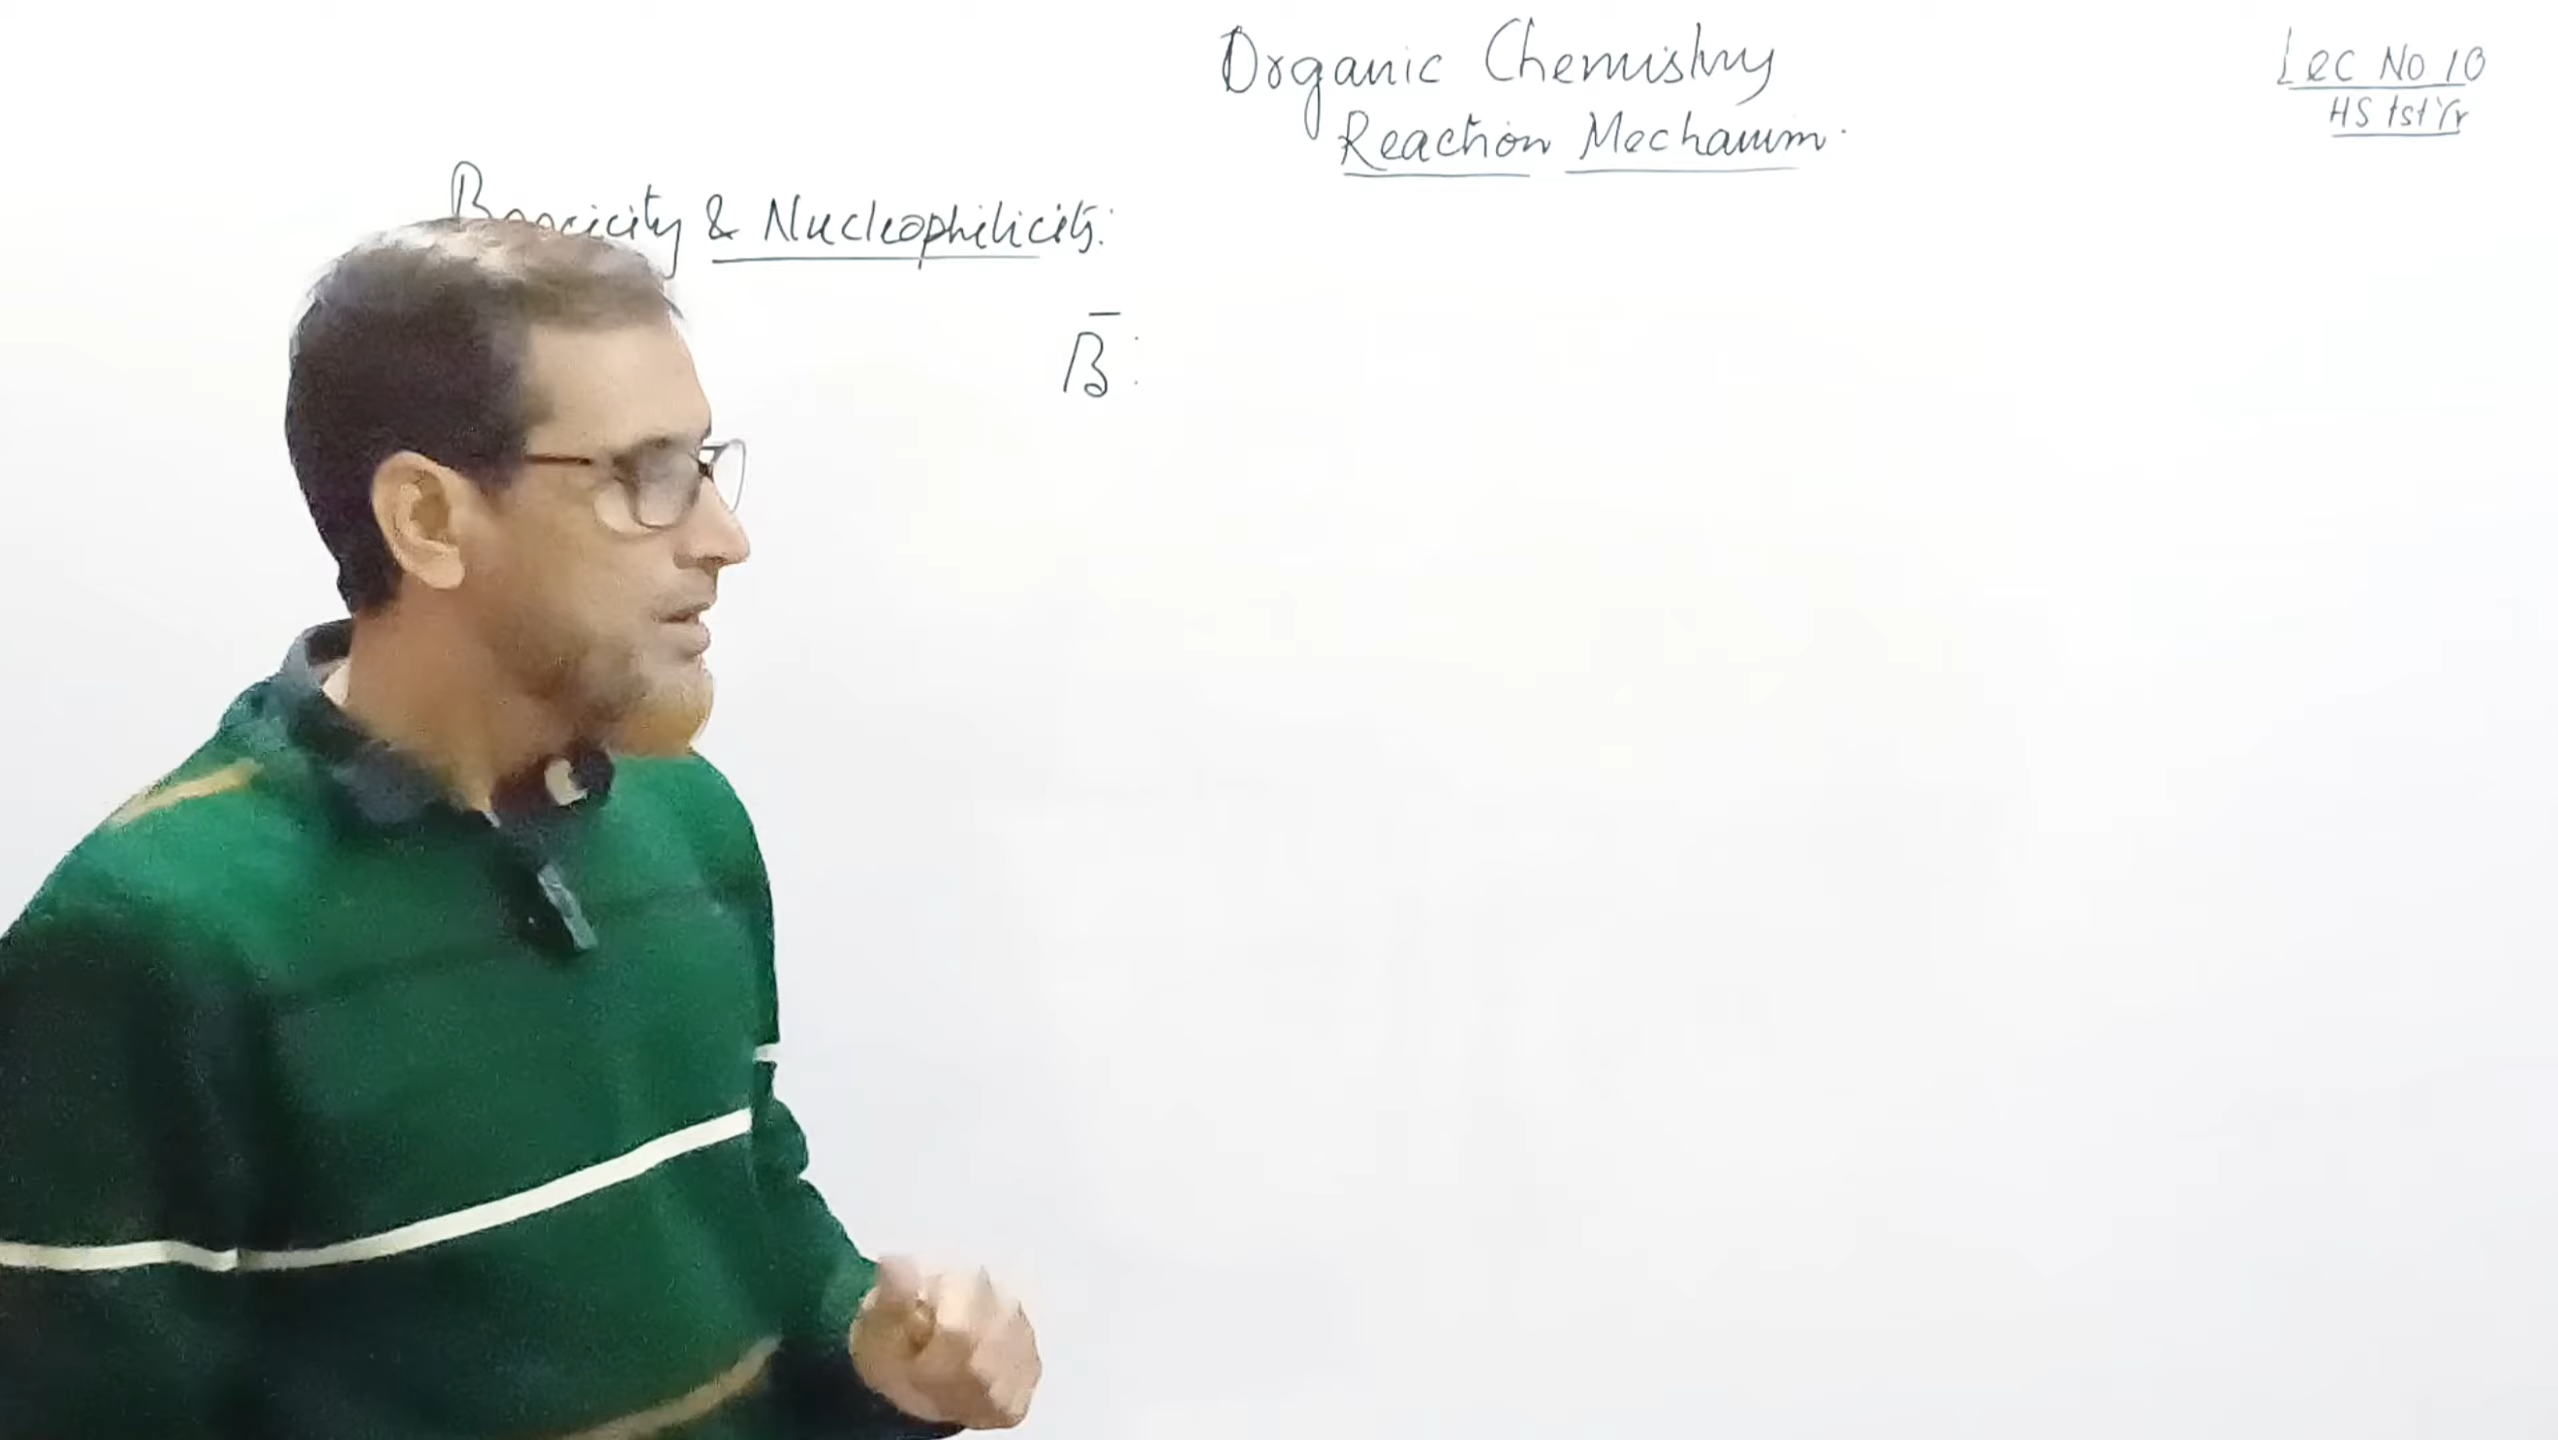 Organic Chemistry
Lec No 10
Reaction Mechanism.
HS 1st Yr
& Nucleophilicity:
B̄: